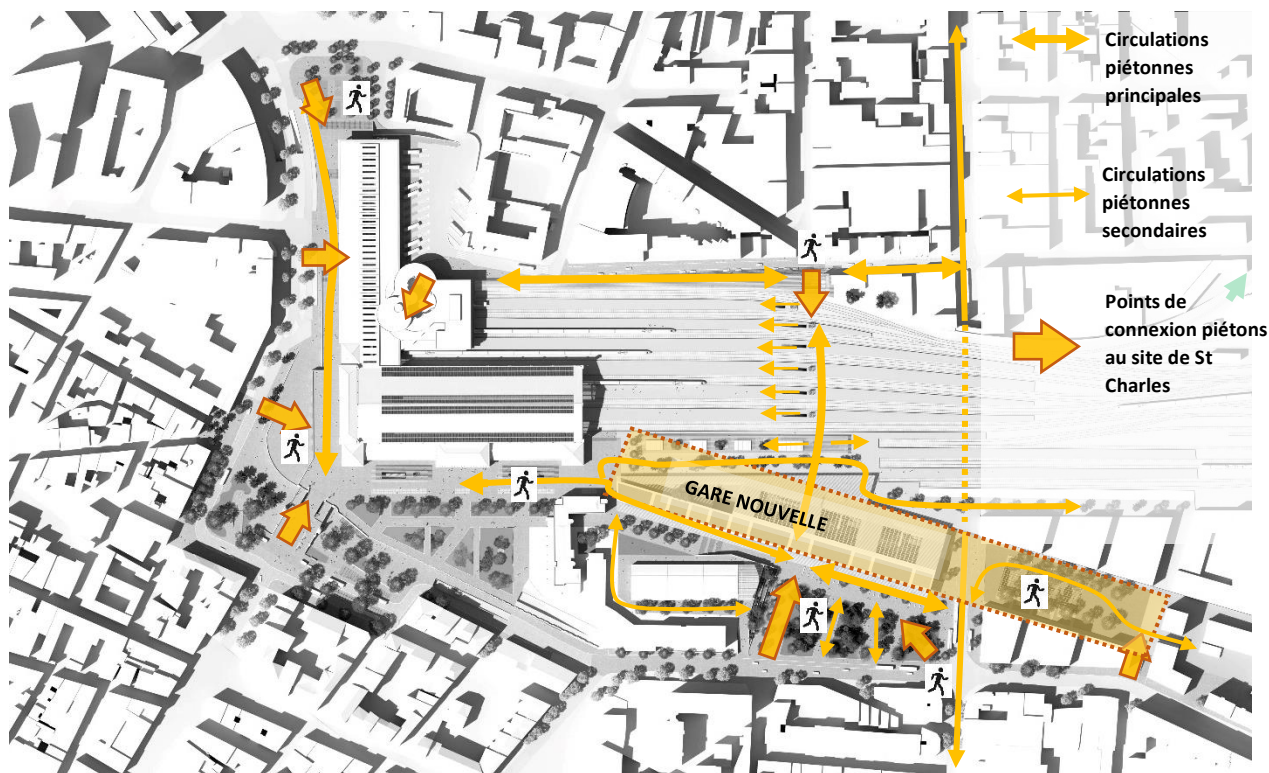 Circulations
piétonnes
principales
Circulations
piétonnes
secondaires
Points de
connexion piétons
au site de St
Charles
GARE NOUVELLE